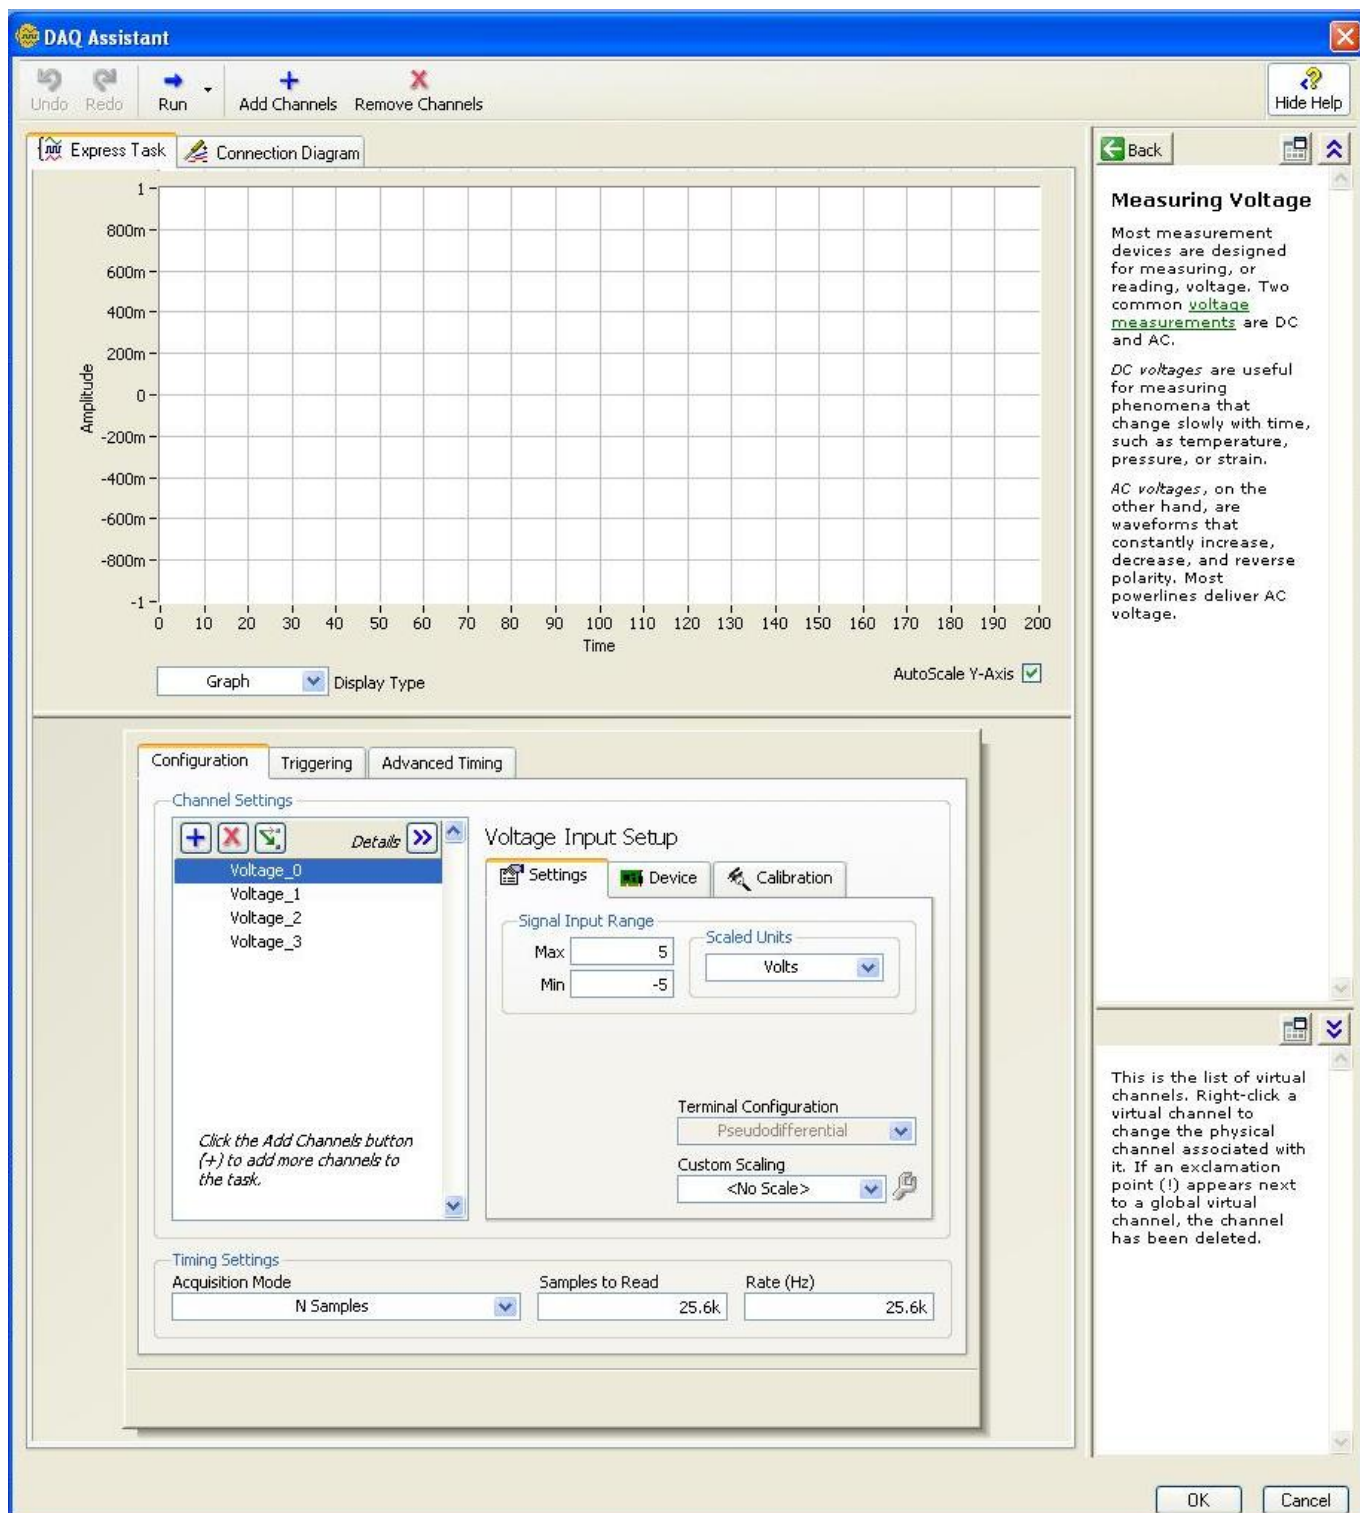 DAQ Assistant
Undo Redo Run Add Channels Remove Channels Hide Help
Express Task Connection Diagram
1
800m
600m
400m
200m
0
-200m
-400m
-600m
-800m
-1
Amplitude
0 10 20 30 40 50 60 70 80 90 100 110 120 130 140 150 160 170 180 190 200
Time
Graph Display Type AutoScale Y-Axis
Configuration Triggering Advanced Timing
Channel Settings
Details
Voltage_0
Voltage_1
Voltage_2
Voltage_3
Click the Add Channels button
(+) to add more channels to
the task.
Voltage Input Setup
Settings Device Calibration
Signal Input Range
Max 5
Min -5
Scaled Units
Volts
Terminal Configuration
Pseudodifferential
Custom Scaling
<No Scale>
Timing Settings
Acquisition Mode Samples to Read Rate (Hz)
N Samples 25.6k 25.6k
Back
Measuring Voltage
Most measurement
devices are designed
for measuring, or
reading, voltage. Two
common voltage
measurements are DC
and AC.
DC voltages are useful
for measuring
phenomena that
change slowly with time,
such as temperature,
pressure, or strain.
AC voltages, on the
other hand, are
waveforms that
constantly increase,
decrease, and reverse
polarity. Most
powerlines deliver AC
voltage.
This is the list of virtual
channels. Right-click a
virtual channel to
change the physical
channel associated with
it. If an exclamation
point (!) appears next
to a global virtual
channel, the channel
has been deleted.
OK Cancel